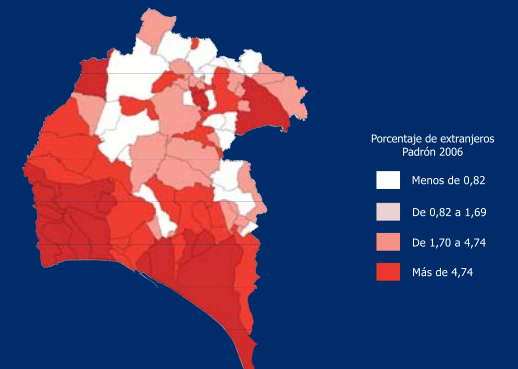 Porcentaje de extranjeros
Padrón 2006
Menos de 0,82
De 0,82 a 1,69
De 1,70 a 4,74
Más de 4,74